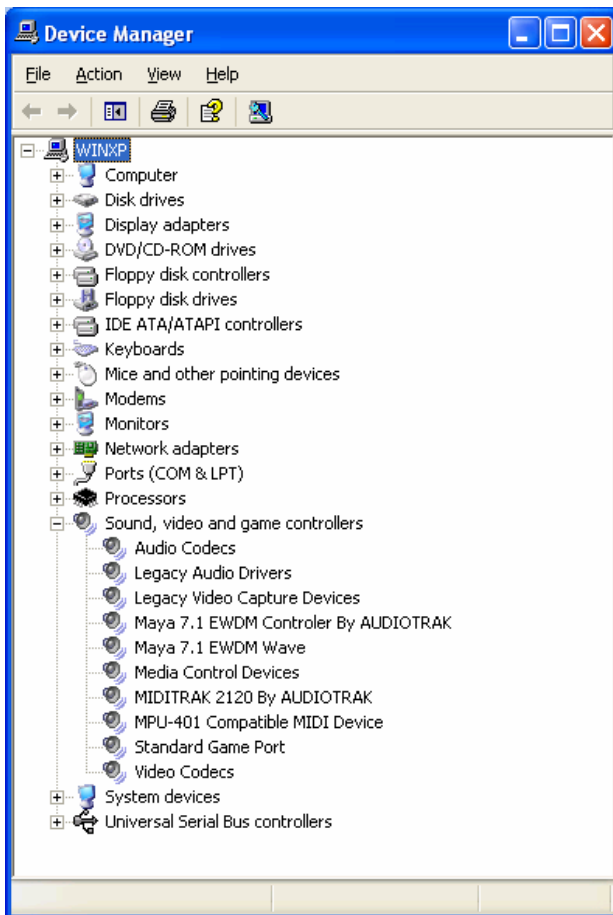 Device Manager
File Action View Help
WINXP
Computer
Disk drives
Display adapters
DVD/CD-ROM drives
Floppy disk controllers
Floppy disk drives
IDE ATA/ATAPI controllers
Keyboards
Mice and other pointing devices
Modems
Monitors
Network adapters
Ports (COM & LPT)
Processors
Sound, video and game controllers
Audio Codecs
Legacy Audio Drivers
Legacy Video Capture Devices
Maya 7.1 EWDM Controler By AUDIOTRAK
Maya 7.1 EWDM Wave
Media Control Devices
MIDITRAK 2120 By AUDIOTRAK
MPU-401 Compatible MIDI Device
Standard Game Port
Video Codecs
System devices
Universal Serial Bus controllers